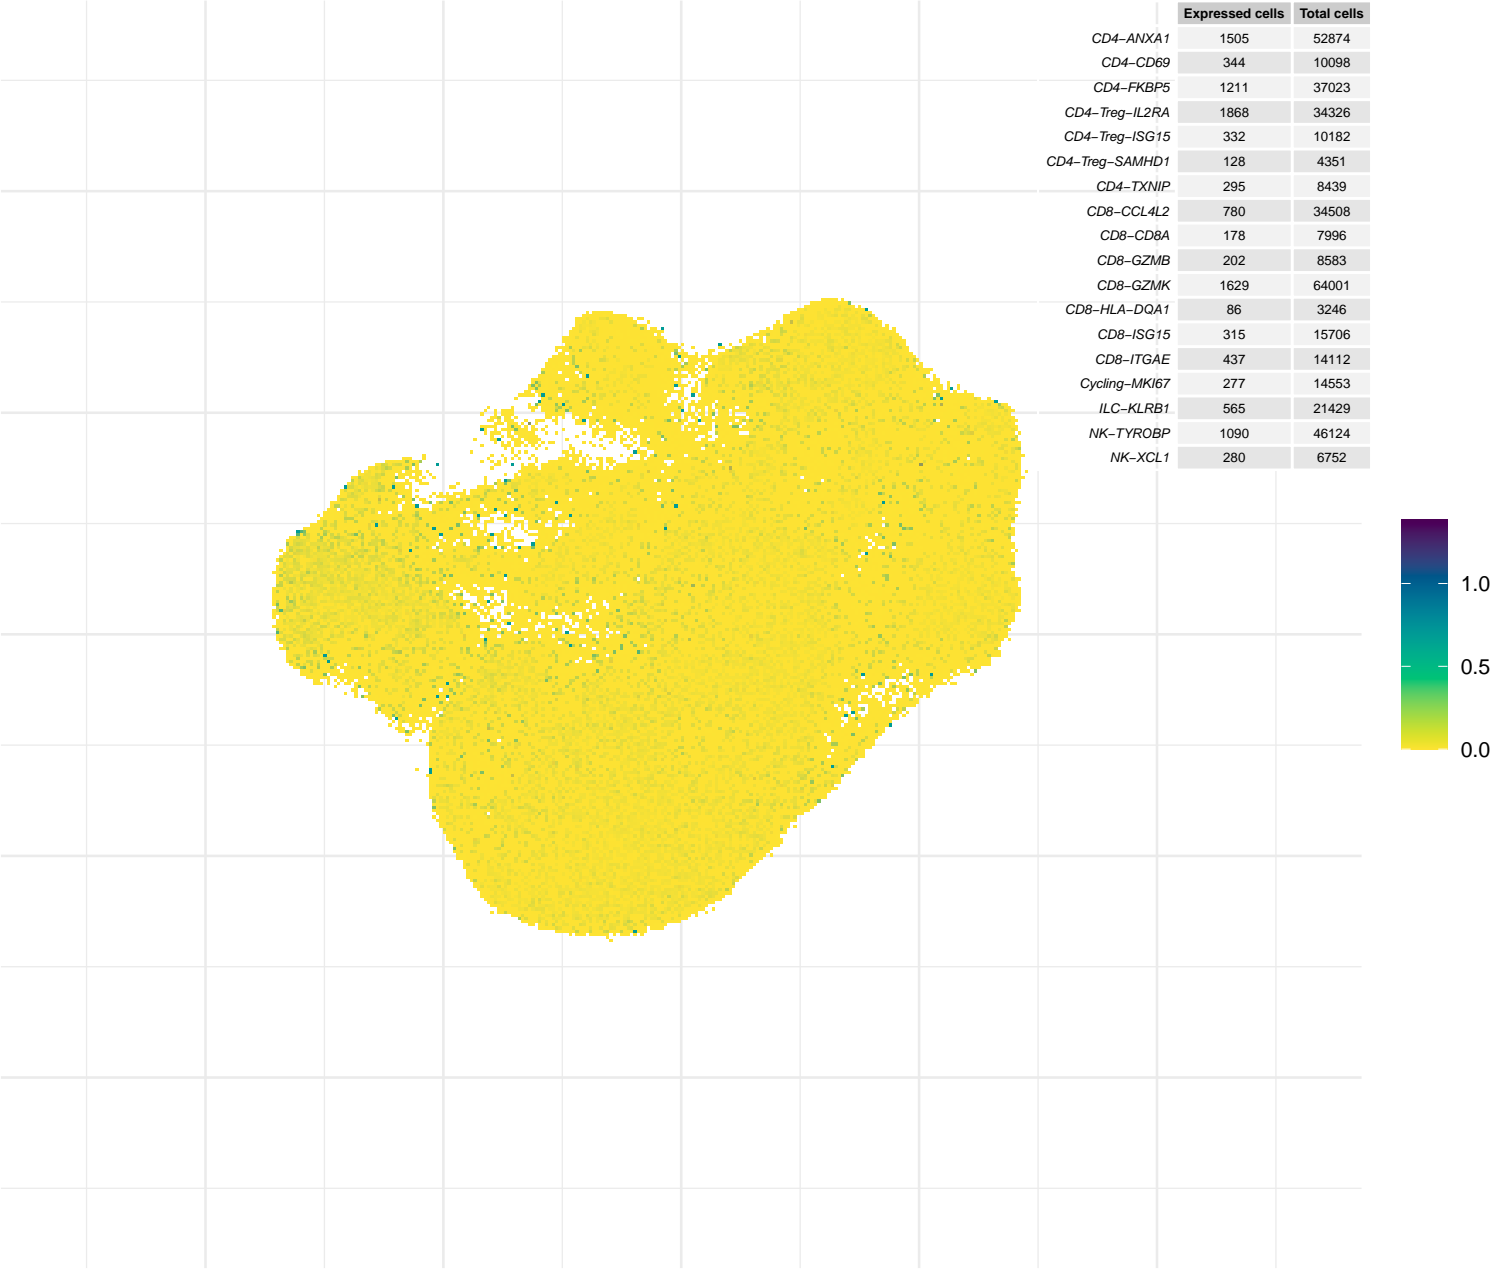 Expressed cells Total cells
CD4−ANXA1 1505 52874
CD4−CD69 344 10098
CD4−FKBP5 1211 37023
CD4−Treg−IL2RA 1868 34326
CD4−Treg−ISG15 332 10182
CD4−Treg−SAMHD1 128 4351
CD4−TXNIP 295 8439
CD8−CCL4L2 780 34508
CD8−CD8A 178 7996
CD8−GZMB 202 8583
CD8−GZMK 1629 64001
CD8−HLA−DQA1 86 3246
CD8−ISG15 315 15706
CD8−ITGAE 437 14112
Cycling−MKI67 277 14553
ILC−KLRB1 565 21429
NK−TYROBP 1090 46124
NK−XCL1 280 6752
1.0
0.5
0.0